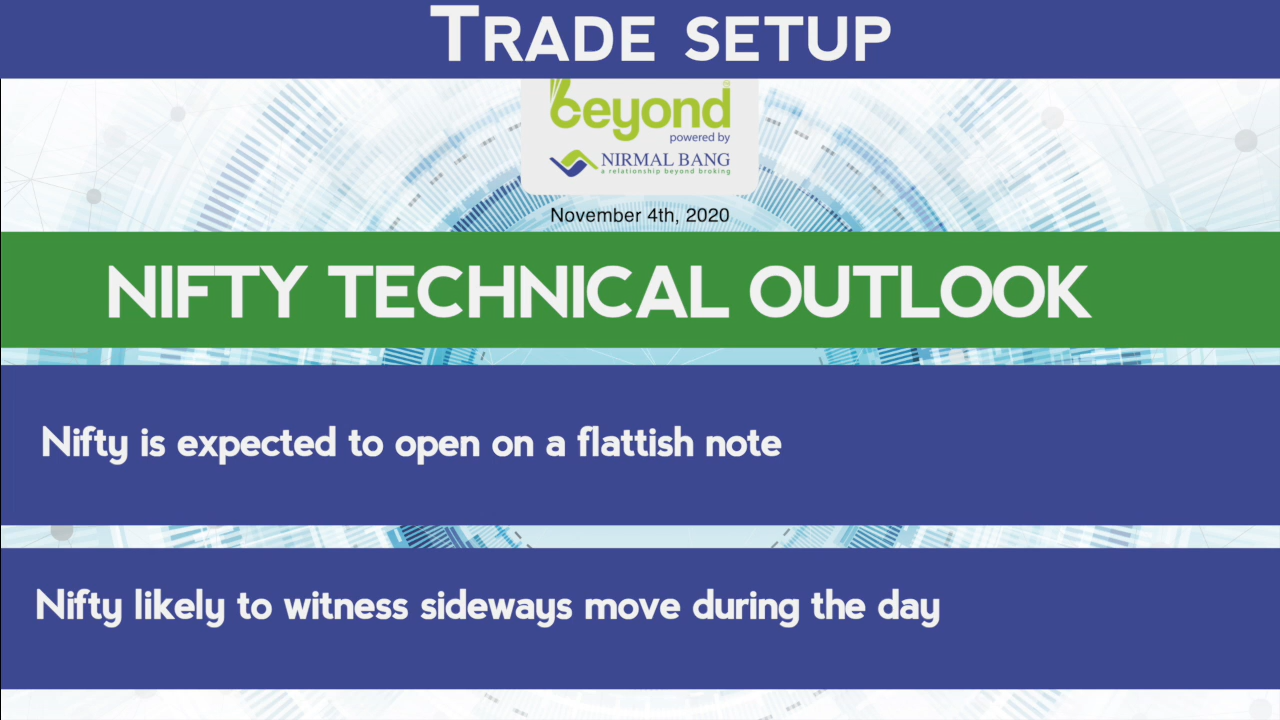 TRADE SETUP
beyond
powered by
NIRMAL BANG
a relationship beyond broking
November 4th, 2020
NIFTY TECHNICAL OUTLOOK
Nifty is expected to open on a flattish note
Nifty likely to witness sideways move during the day